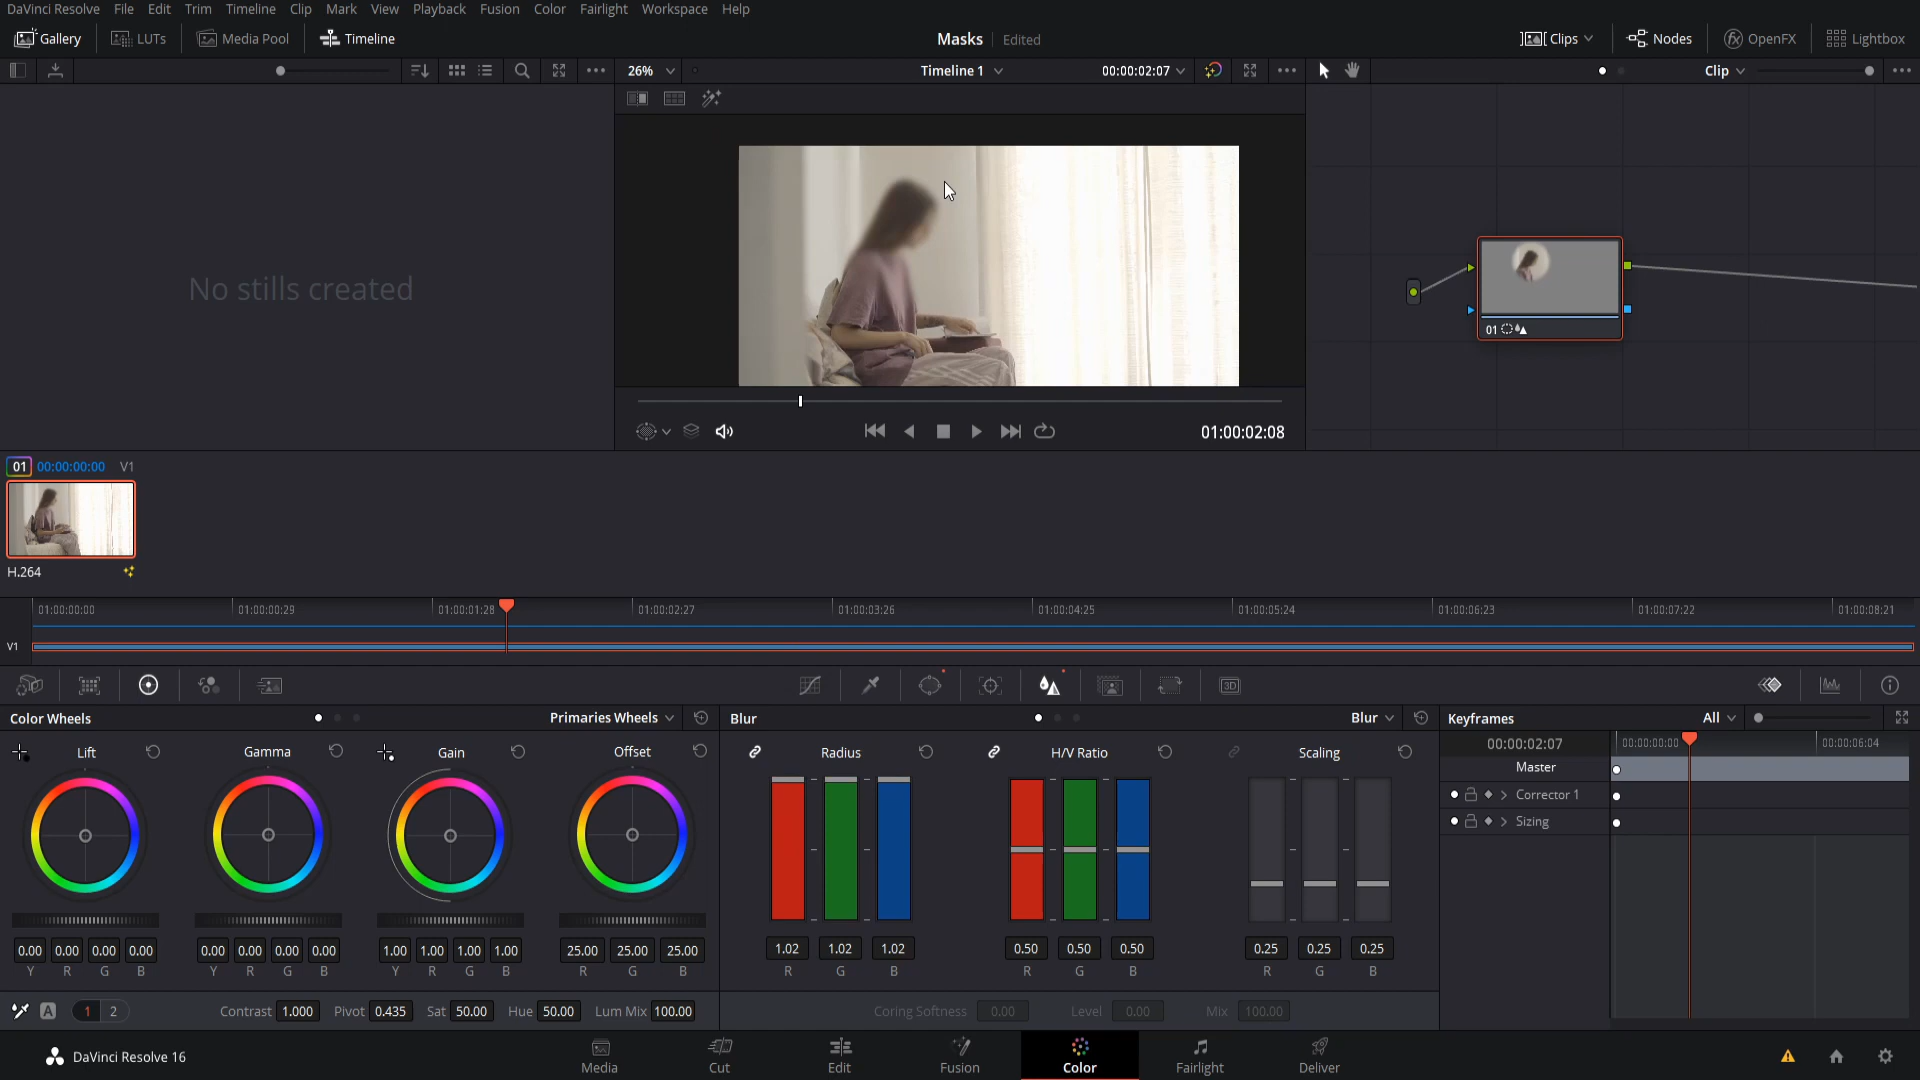 DaVinci Resolve File Edit Trim Timeline Clip Mark View Playback Fusion Color Fairlight Workspace Help
Gallery LUTs Media Pool Timeline Masks Edited Clips Nodes OpenFX Lightbox
26% Timeline 1 00:00:02:07 Clip
No stills created
01
01:00:02:08
01 00:00:00:00 V1
H.264
01:00:00:00 01:00:00:29 01:00:01:28 01:00:02:27 01:00:03:26 01:00:04:25 01:00:05:24 01:00:06:23 01:00:07:22 01:00:08:21
V1
3D
Color Wheels Primaries Wheels Blur Blur Keyframes All
00:00:02:07 00:00:00:00 00:00:06:04
Lift Gamma Gain Offset Radius H/V Ratio Scaling
Master
Corrector 1
Sizing
0.00 0.00 0.00 0.00 0.00 0.00 0.00 0.00 1.00 1.00 1.00 1.00 25.00 25.00 25.00 1.02 1.02 1.02 0.50 0.50 0.50 0.25 0.25 0.25
Y R G B Y R G B Y R G B R G B R G B R G B R G B
A 1 2 Contrast 1.000 Pivot 0.435 Sat 50.00 Hue 50.00 Lum Mix 100.00 Coring Softness 0.00 Level 0.00 Mix 100.00
DaVinci Resolve 16 Media Cut Edit Fusion Color Fairlight Deliver